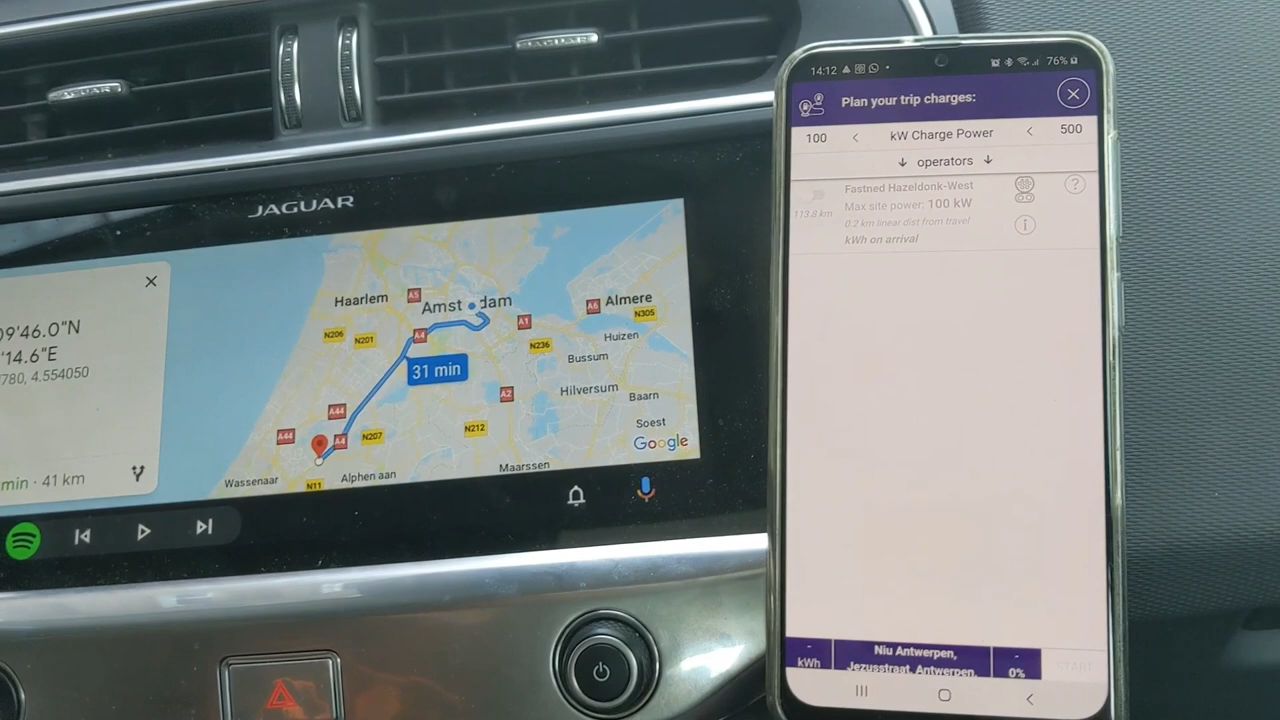 JAGUAR
JAGUAR
JAGUAR
09'46.0"N
'14.6"E
780, 4.554050
min · 41 km
Haarlem
A5
Amst dam
A6
Almere
N305
N206
N201
A4
A1
N236
Huizen
Bussum
31 min
A2
Hilversum
Baarn
A44
Soest
A44
A4
N207
N212
Google
Wassenaar
N11
Alphen aan
Maarssen
14:12
76%
Plan your trip charges:
100 < kW Charge Power < 500
↓ operators ↓
Fastned Hazeldonk-West
Max site power: 100 kW
113.8 km
0.2 km linear dist from travel
kWh on arrival
-
kWh
Niu Antwerpen,
Jezusstraat, Antwerpen,
-
0%
START